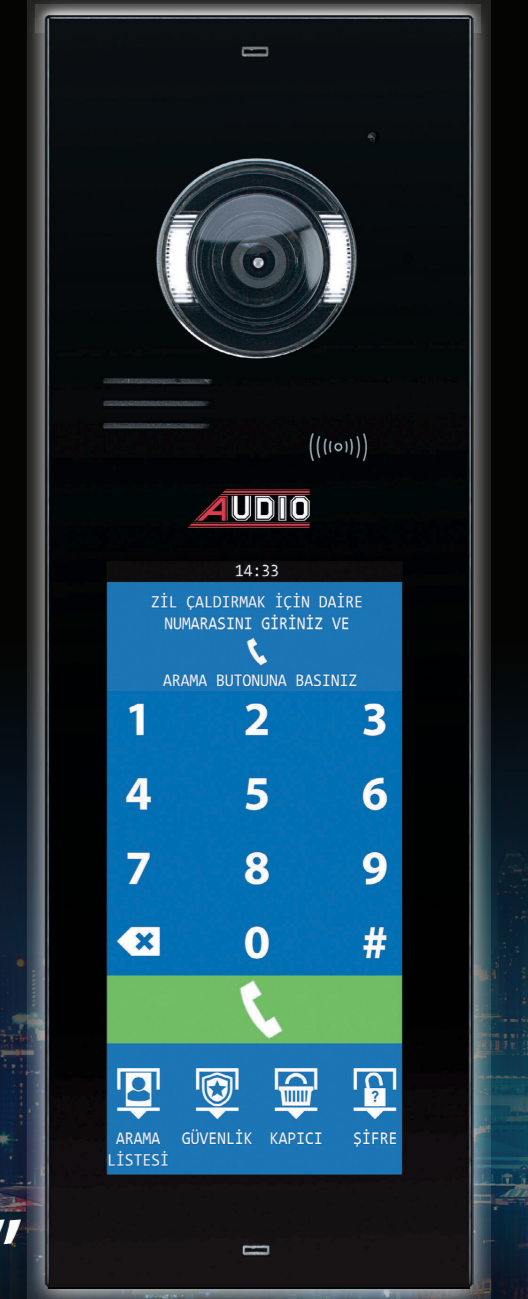 AUDIO
14:33
ZİL ÇALDIRMAK İÇİN DAİRE
NUMARASINI GİRİNİZ VE
ARAMA BUTONUNA BASINIZ
1 2 3
4 5 6
7 8 9
0 #
?
ARAMA GÜVENLİK KAPICI ŞİFRE
LİSTESİ
"